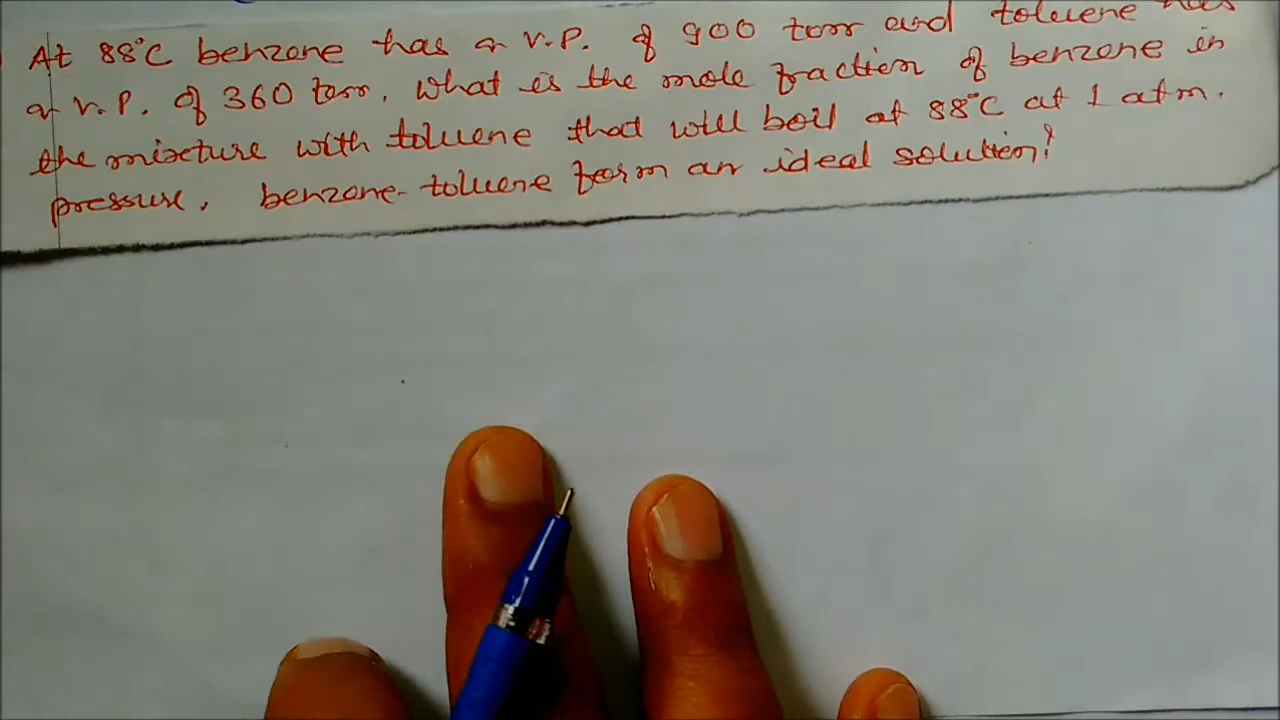 At 88°C benzene has a V.P. of 900 torr and toluene has
a V.P. of 360 torr, what is the mole fraction of benzene in
the mixture with toluene that will boil at 88°C at 1 atm.
pressure, benzene-toluene form an ideal solution?